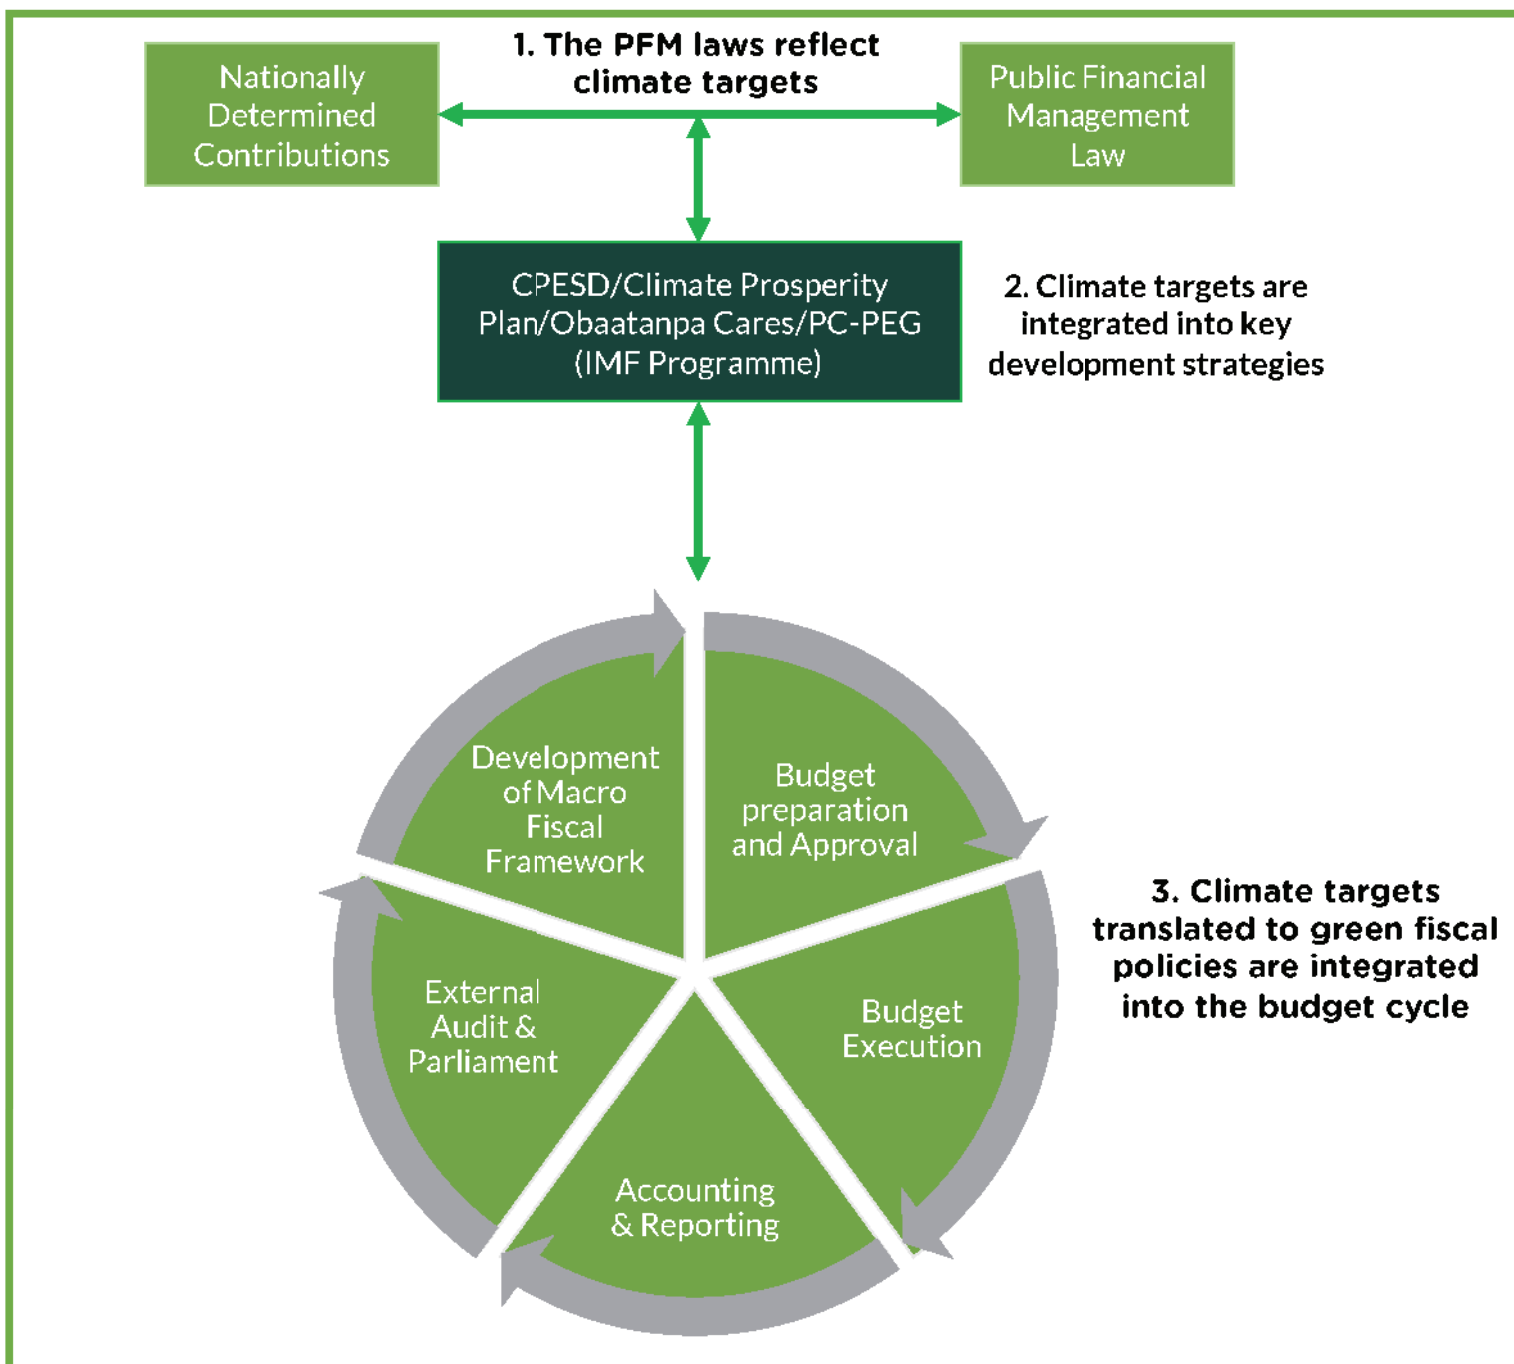 1. The PFM laws reflect
climate targets
Nationally
Determined
Contributions
Public Financial
Management
Law
CPESD/Climate Prosperity
Plan/Obaatanpa Cares/PC-PEG
(IMF Programme)
2. Climate targets are
integrated into key
development strategies
Development
of Macro
Fiscal
Framework
Budget
preparation
and Approval
3. Climate targets
translated to green fiscal
policies are integrated
into the budget cycle
External
Audit &
Parliament
Budget
Execution
Accounting
& Reporting